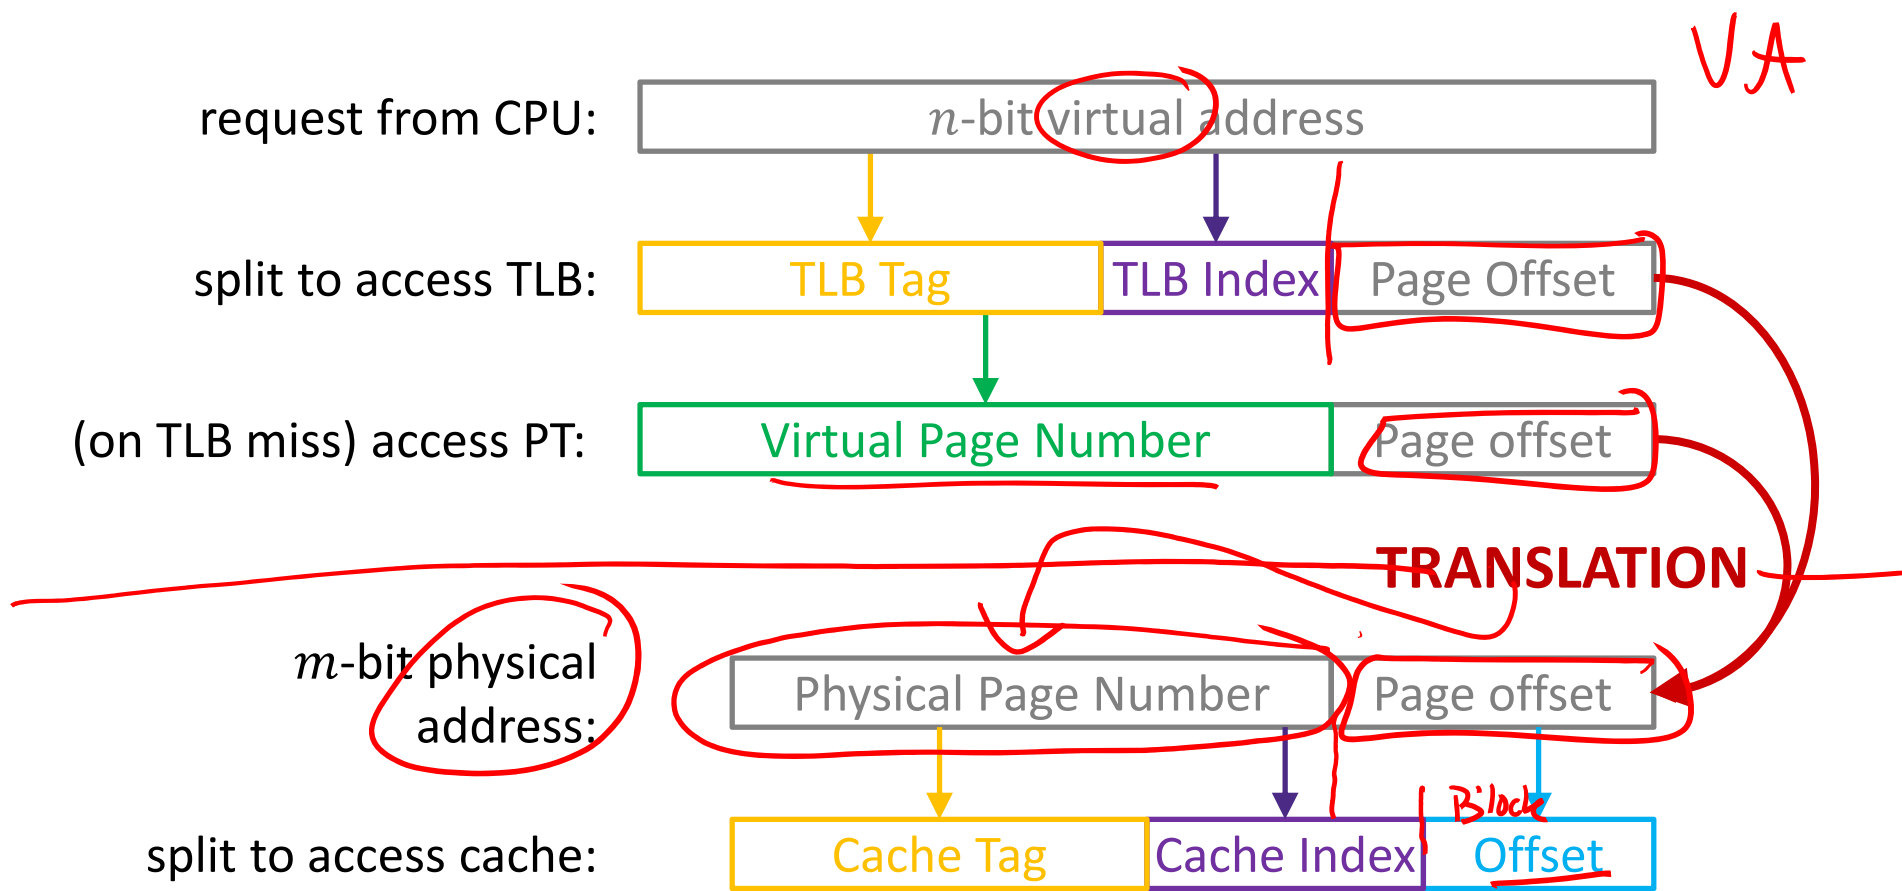 VA
request from CPU: n-bit virtual address
split to access TLB: TLB Tag TLB Index Page Offset
(on TLB miss) access PT: Virtual Page Number Page offset
TRANSLATION
m-bit physical
address:
Physical Page Number Page offset
Block
split to access cache: Cache Tag Cache Index Offset